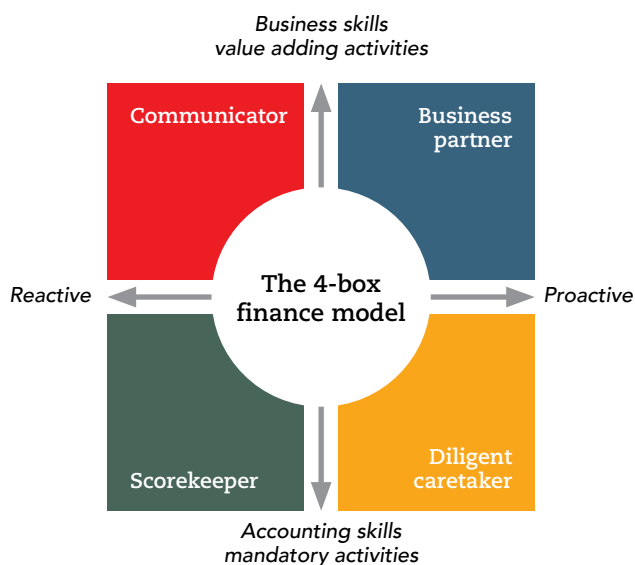 Business skills
value adding activities
Communicator
Business
partner
Reactive
The 4-box
finance model
Proactive
Scorekeeper
Diligent
caretaker
Accounting skills
mandatory activities